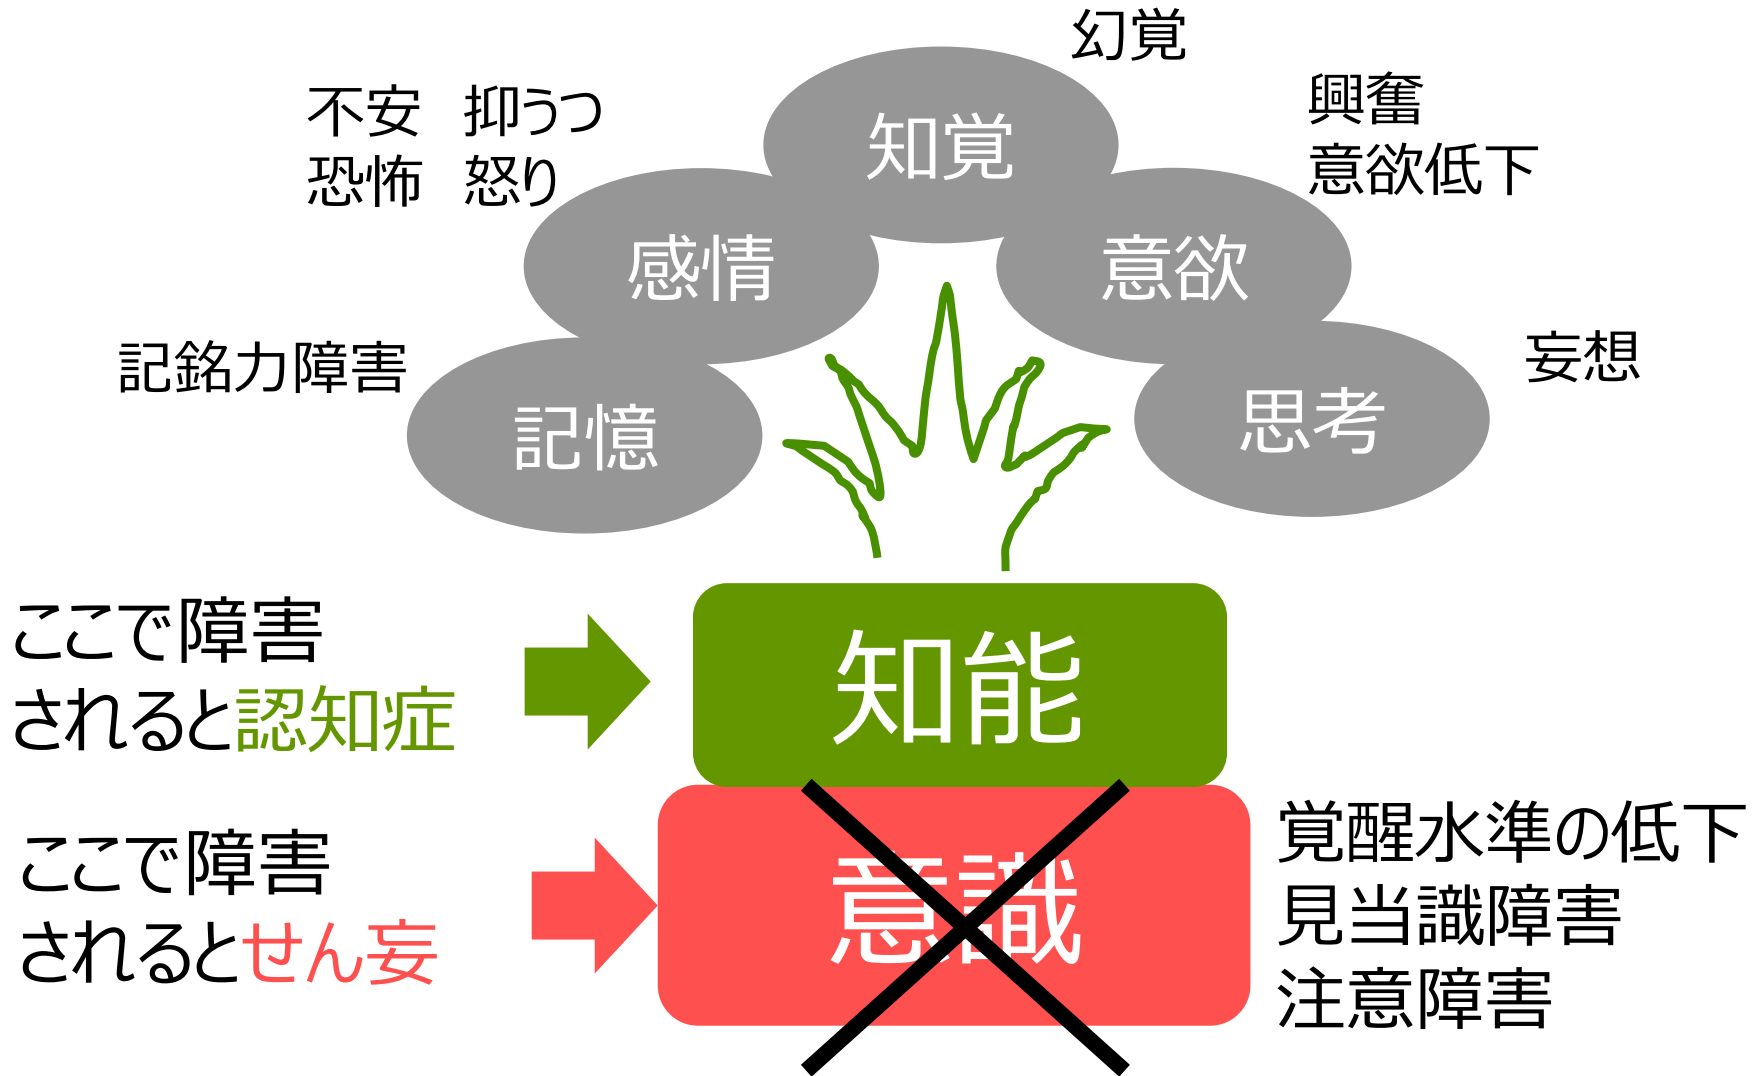 幻覚
不安 抑うつ
恐怖 怒り
興奮
意欲低下
知覚
感情
意欲
記銘力障害
妄想
記憶
思考
ここで障害
されると認知症
知能
ここで障害
されるとせん妄
意識
覚醒水準の低下
見当識障害
注意障害